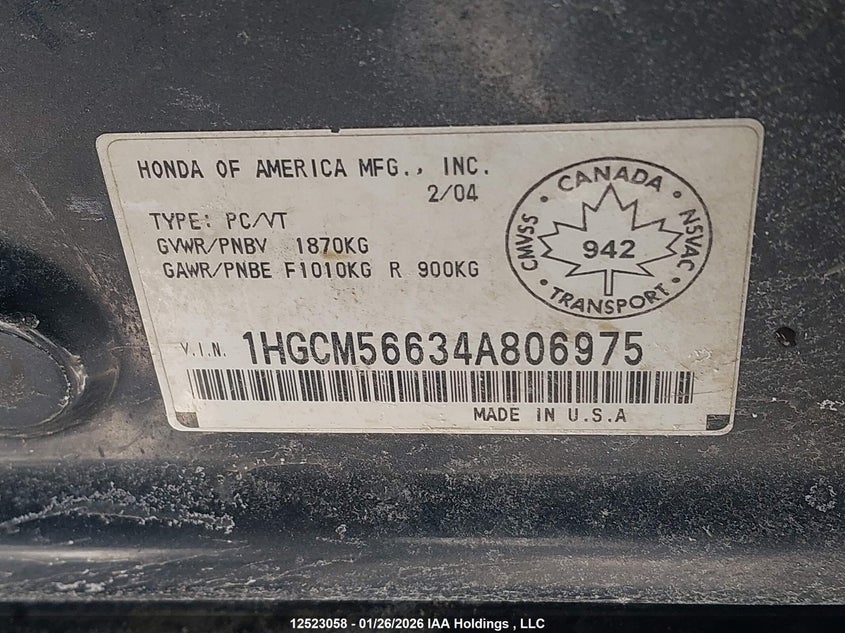 HONDA OF AMERICA MFG., INC.
2/04
TYPE: PC/VT
GVWR/PNBV 1870KG
GAWR/PNBE F1010KG R 900KG
CANADA
CMVSS
NSVAC
942
TRANSPORT
V.I.N. 1HGCM56634A806975
MADE IN U.S.A
12523058 - 01/26/2026 IAA Holdings , LLC